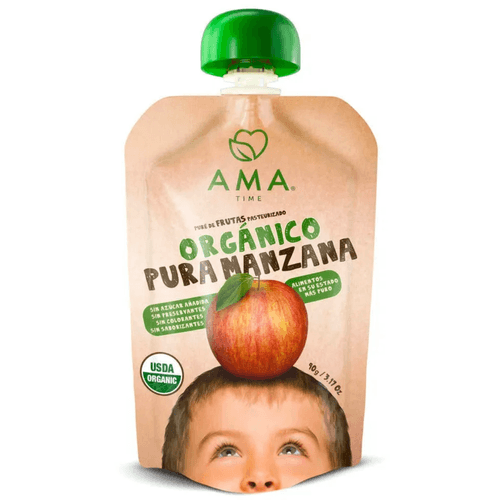 AMA®
TIME
PURÉ DE FRUTAS PASTEURIZADO
ORGÁNICO
PURA MANZANA
SIN AZÚCAR AÑADIDA
SIN PRESERVANTES
SIN COLORANTES
SIN SABORIZANTES
ALIMENTOS
EN SU ESTADO
MÁS PURO
USDA
ORGANIC
90g / 3.17 Oz